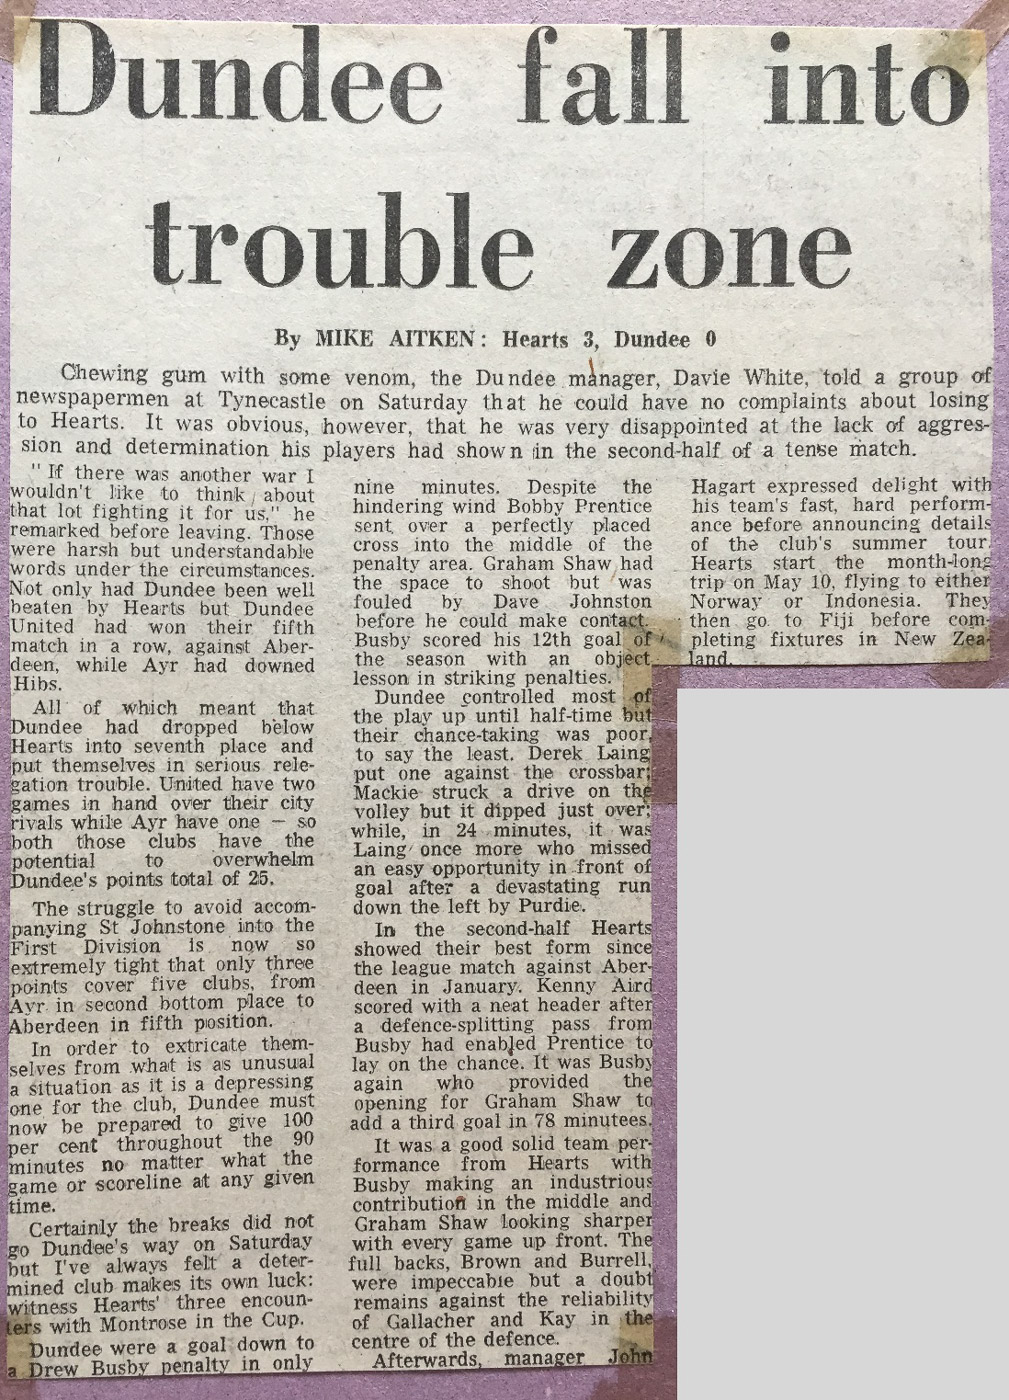 Dundee fall into
trouble zone
By MIKE AITKEN: Hearts 3, Dundee 0
Chewing gum with some venom, the Dundee manager, Davie White, told a group of
newspapermen at Tynecastle on Saturday that he could have no complaints about losing
to Hearts. It was obvious, however, that he was very disappointed at the lack of aggres-
sion and determination his players had shown in the second-half of a tense match.
"If there was another war I
wouldn't like to think about
that lot fighting it for us," he
remarked before leaving. Those
were harsh but understandable
words under the circumstances.
Not only had Dundee been well
beaten by Hearts but Dundee
United had won their fifth
match in a row, against Aber-
deen, while Ayr had downed
Hibs.
All of which meant that
Dundee had dropped below
Hearts into seventh place and
put themselves in serious rele-
gation trouble. United have two
games in hand over their city
rivals while Ayr have one — so
both those clubs have the
potential to overwhelm
Dundee's points total of 25.
The struggle to avoid accom-
panying St Johnstone into the
First Division is now so
extremely tight that only three
points cover five clubs, from
Ayr in second bottom place to
Aberdeen in fifth position.
In order to extricate them-
selves from what is as unusual
a situation as it is a depressing
one for the club, Dundee must
now be prepared to give 100
per cent throughout the 90
minutes no matter what the
game or scoreline at any given
time.
Certainly the breaks did not
go Dundee's way on Saturday
but I've always felt a deter-
mined club makes its own luck:
witness Hearts' three encoun-
ters with Montrose in the Cup.
Dundee were a goal down to
a Drew Busby penalty in only
nine minutes. Despite the
hindering wind Bobby Prentice
sent over a perfectly placed
cross into the middle of the
penalty area. Graham Shaw had
the space to shoot but was
fouled by Dave Johnston
before he could make contact.
Busby scored his 12th goal of
the season with an object
lesson in striking penalties.
Dundee controlled most of
the play up until half-time but
their chance-taking was poor,
to say the least. Derek Laing
put one against the crossbar;
Mackie struck a drive on the
volley but it dipped just over;
while, in 24 minutes, it was
Laing once more who missed
an easy opportunity in front of
goal after a devastating run
down the left by Purdie.
In the second-half Hearts
showed their best form since
the league match against Aber-
deen in January. Kenny Aird
scored with a neat header after
a defence-splitting pass from
Busby had enabled Prentice to
lay on the chance. It was Busby
again who provided the
opening for Graham Shaw to
add a third goal in 78 minutees.
It was a good solid team per-
formance from Hearts with
Busby making an industrious
contribution in the middle and
Graham Shaw looking sharper
with every game up front. The
full backs, Brown and Burrell,
were impeccable but a doubt
remains against the reliability
of Gallacher and Kay in the
centre of the defence.
Afterwards, manager John
Hagart expressed delight with
his team's fast, hard perform-
ance before announcing details
of the club's summer tour.
Hearts start the month-long
trip on May 10, flying to either
Norway or Indonesia. They
then go to Fiji before com-
pleting fixtures in New Zea-
land.